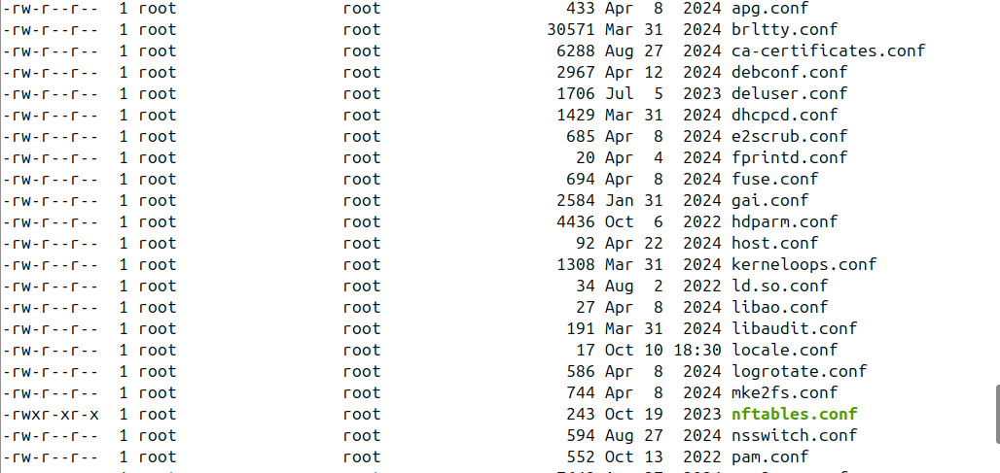 -rw-r--r--  1 root                 root                   433 Apr  8  2024 apg.conf
-rw-r--r--  1 root                 root                 30571 Mar 31  2024 brltty.conf
-rw-r--r--  1 root                 root                  6288 Aug 27  2024 ca-certificates.conf
-rw-r--r--  1 root                 root                  2967 Apr 12  2024 debconf.conf
-rw-r--r--  1 root                 root                  1706 Jul  5  2023 deluser.conf
-rw-r--r--  1 root                 root                  1429 Mar 31  2024 dhcpcd.conf
-rw-r--r--  1 root                 root                   685 Apr  8  2024 e2scrub.conf
-rw-r--r--  1 root                 root                    20 Apr  4  2024 fprintd.conf
-rw-r--r--  1 root                 root                   694 Apr  8  2024 fuse.conf
-rw-r--r--  1 root                 root                  2584 Jan 31  2024 gai.conf
-rw-r--r--  1 root                 root                  4436 Oct  6  2022 hdparm.conf
-rw-r--r--  1 root                 root                    92 Apr 22  2024 host.conf
-rw-r--r--  1 root                 root                  1308 Mar 31  2024 kerneloops.conf
-rw-r--r--  1 root                 root                    34 Aug  2  2022 ld.so.conf
-rw-r--r--  1 root                 root                    27 Apr  8  2024 libao.conf
-rw-r--r--  1 root                 root                   191 Mar 31  2024 libaudit.conf
-rw-r--r--  1 root                 root                    17 Oct 10 18:30 locale.conf
-rw-r--r--  1 root                 root                   586 Apr  8  2024 logrotate.conf
-rw-r--r--  1 root                 root                   744 Apr  8  2024 mke2fs.conf
-rwxr-xr-x  1 root                 root                   243 Oct 19  2023 nftables.conf
-rw-r--r--  1 root                 root                   594 Aug 27  2024 nsswitch.conf
-rw-r--r--  1 root                 root                   552 Oct 13  2022 pam.conf